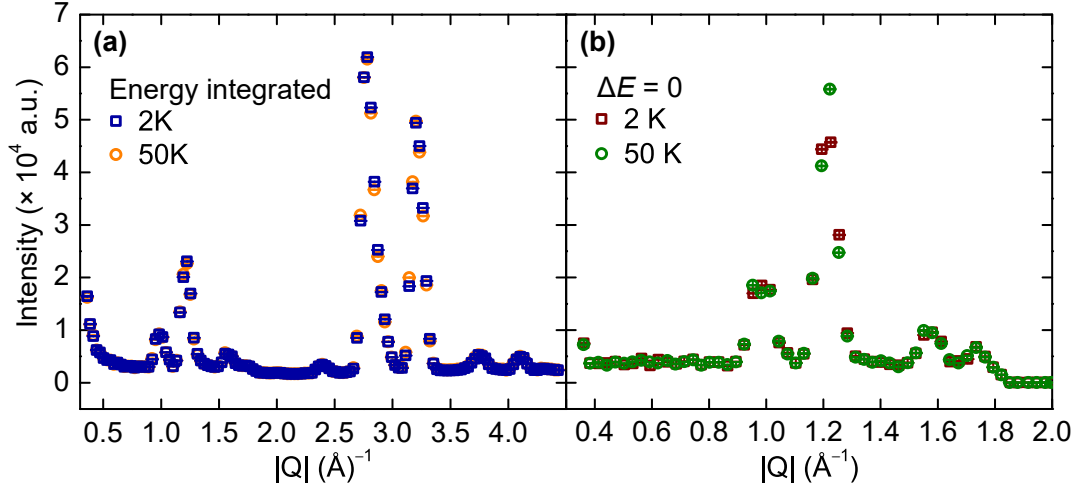 (a)
Energy integrated
2K
50K
(b)
ΔE = 0
2 K
50 K
Intensity (× 10⁴ a.u.)
7
6
5
4
3
2
1
0
0.5 1.0 1.5 2.0 2.5 3.0 3.5 4.0
|Q| (Å)⁻¹
0.4 0.6 0.8 1.0 1.2 1.4 1.6 1.8 2.0
|Q| (Å⁻¹)